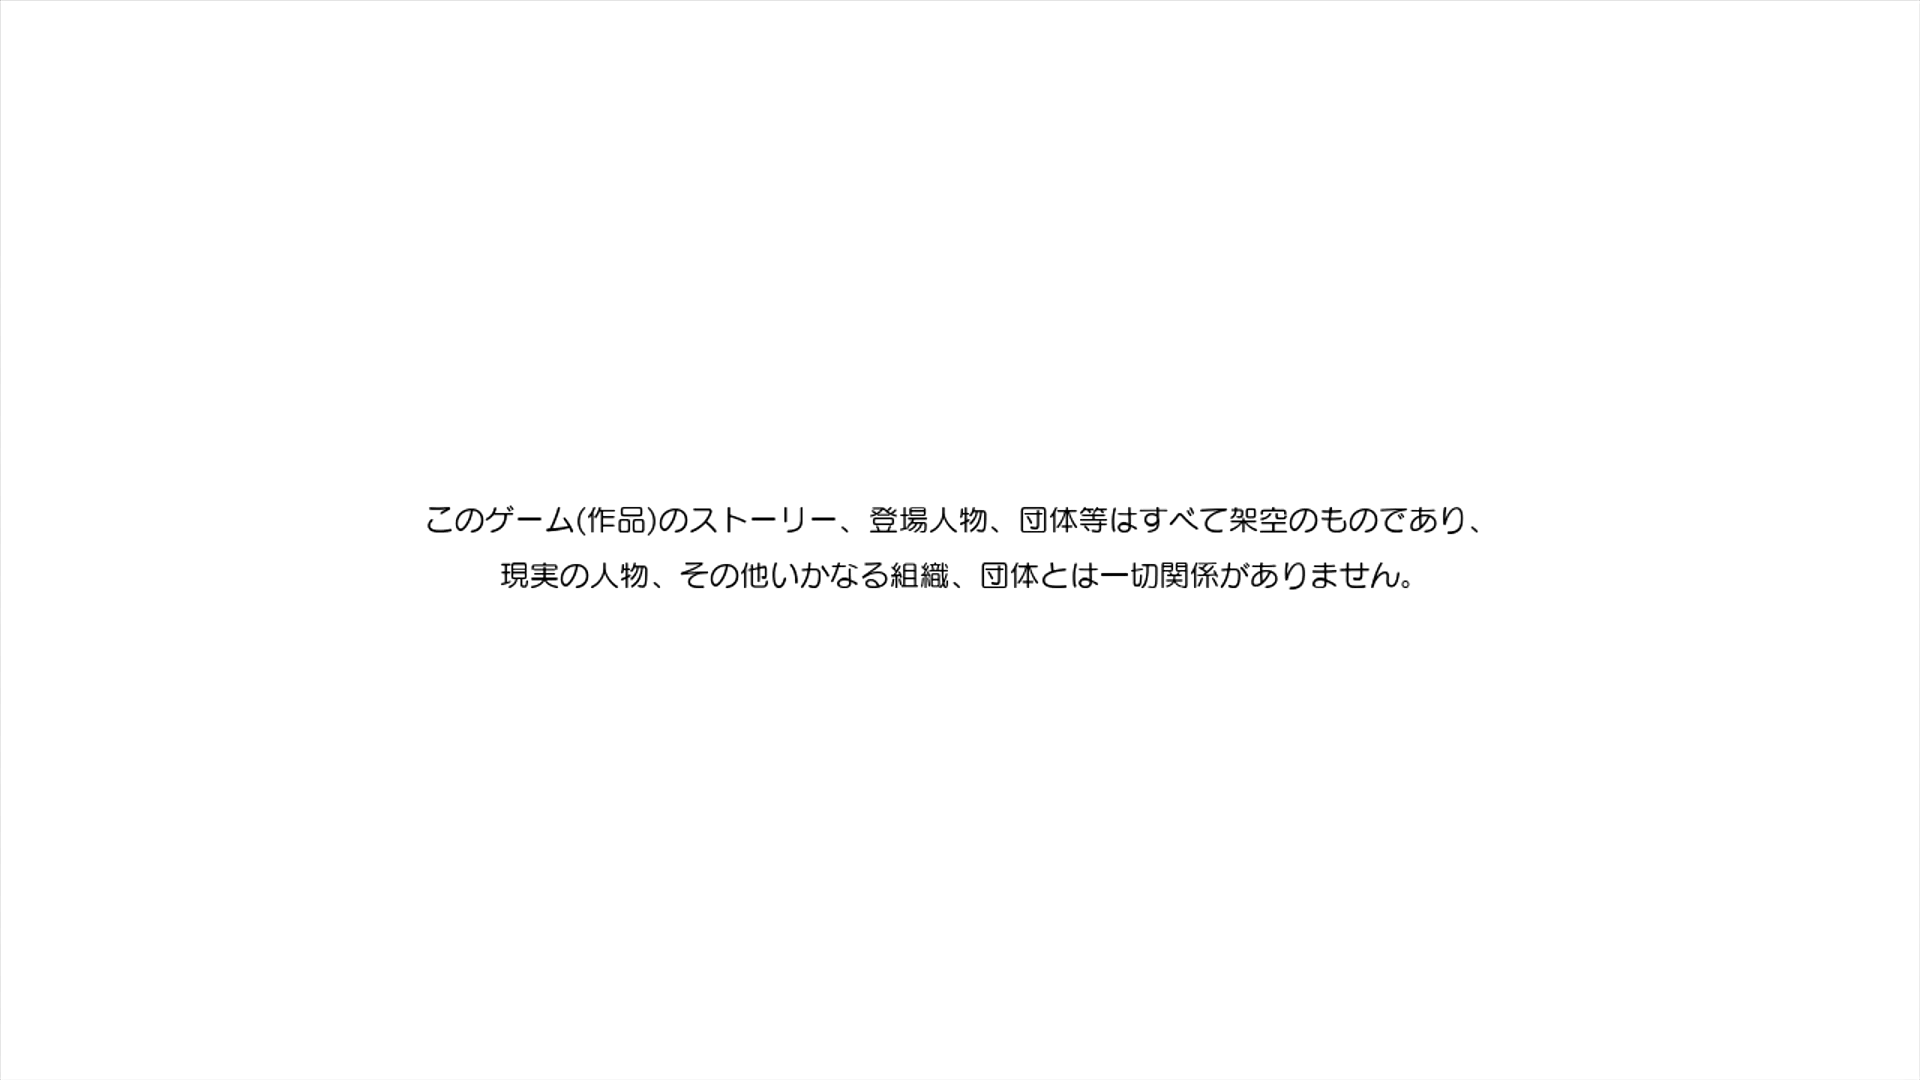 このゲーム(作品)のストーリー、登場人物、団体等はすべて架空のものであり、
現実の人物、その他いかなる組織、団体とは一切関係がありません。